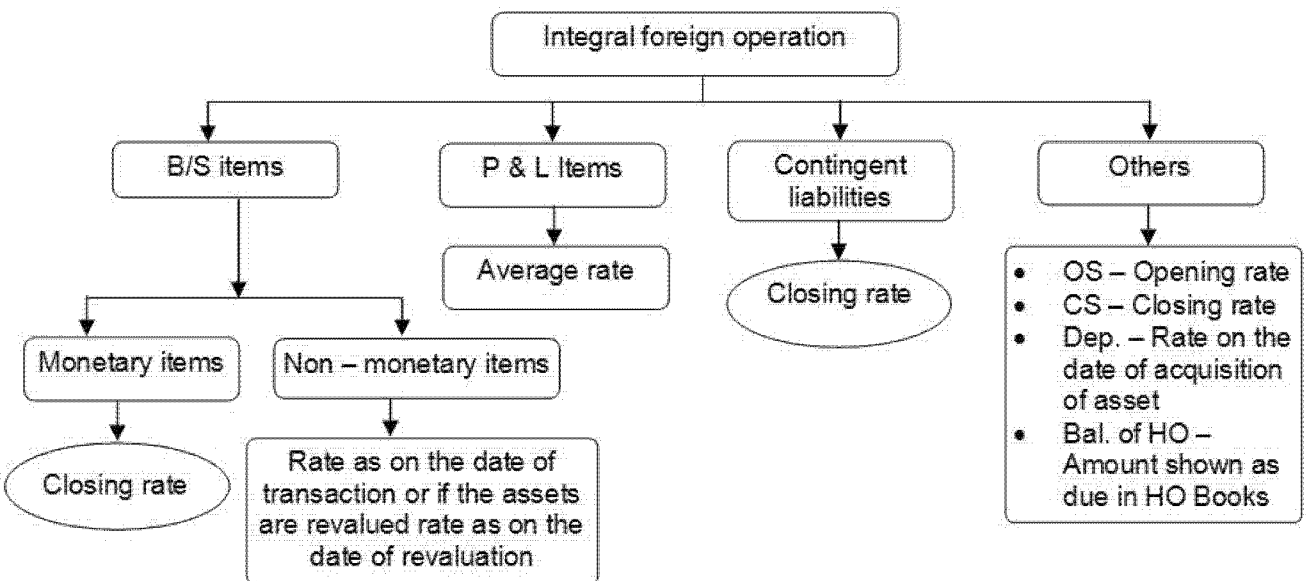 Integral foreign operation
B/S items
P & L Items
Contingent
liabilities
Others
Average rate
Closing rate
• OS – Opening rate
• CS – Closing rate
• Dep. – Rate on the
date of acquisition
of asset
• Bal. of HO –
Amount shown as
due in HO Books
Monetary items
Non – monetary items
Closing rate
Rate as on the date of
transaction or if the assets
are revalued rate as on the
date of revaluation